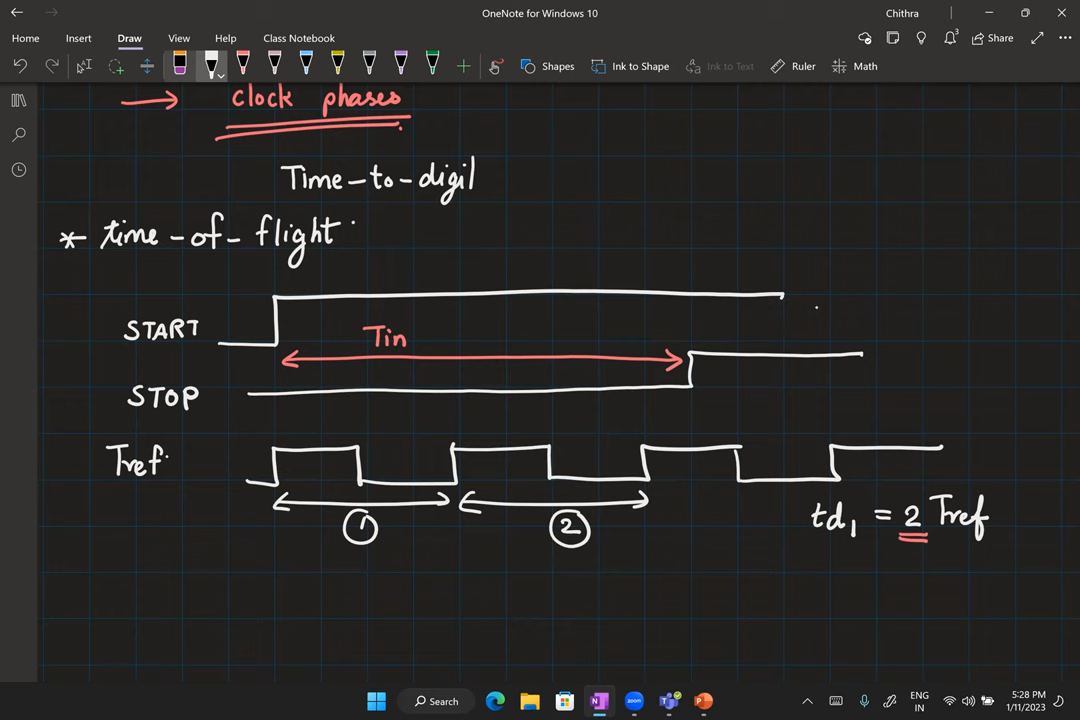 OneNote for Windows 10
Chithra
Home Insert Draw View Help Class Notebook
Share
Shapes Ink to Shape Ink to Text Ruler Math
clock phases
Time-to-digil
* time-of-flight
START
Tin
STOP
Tref
① ②
td1 = 2 Tref
Search
zoom
ENG
IN
5:28 PM
1/11/2023